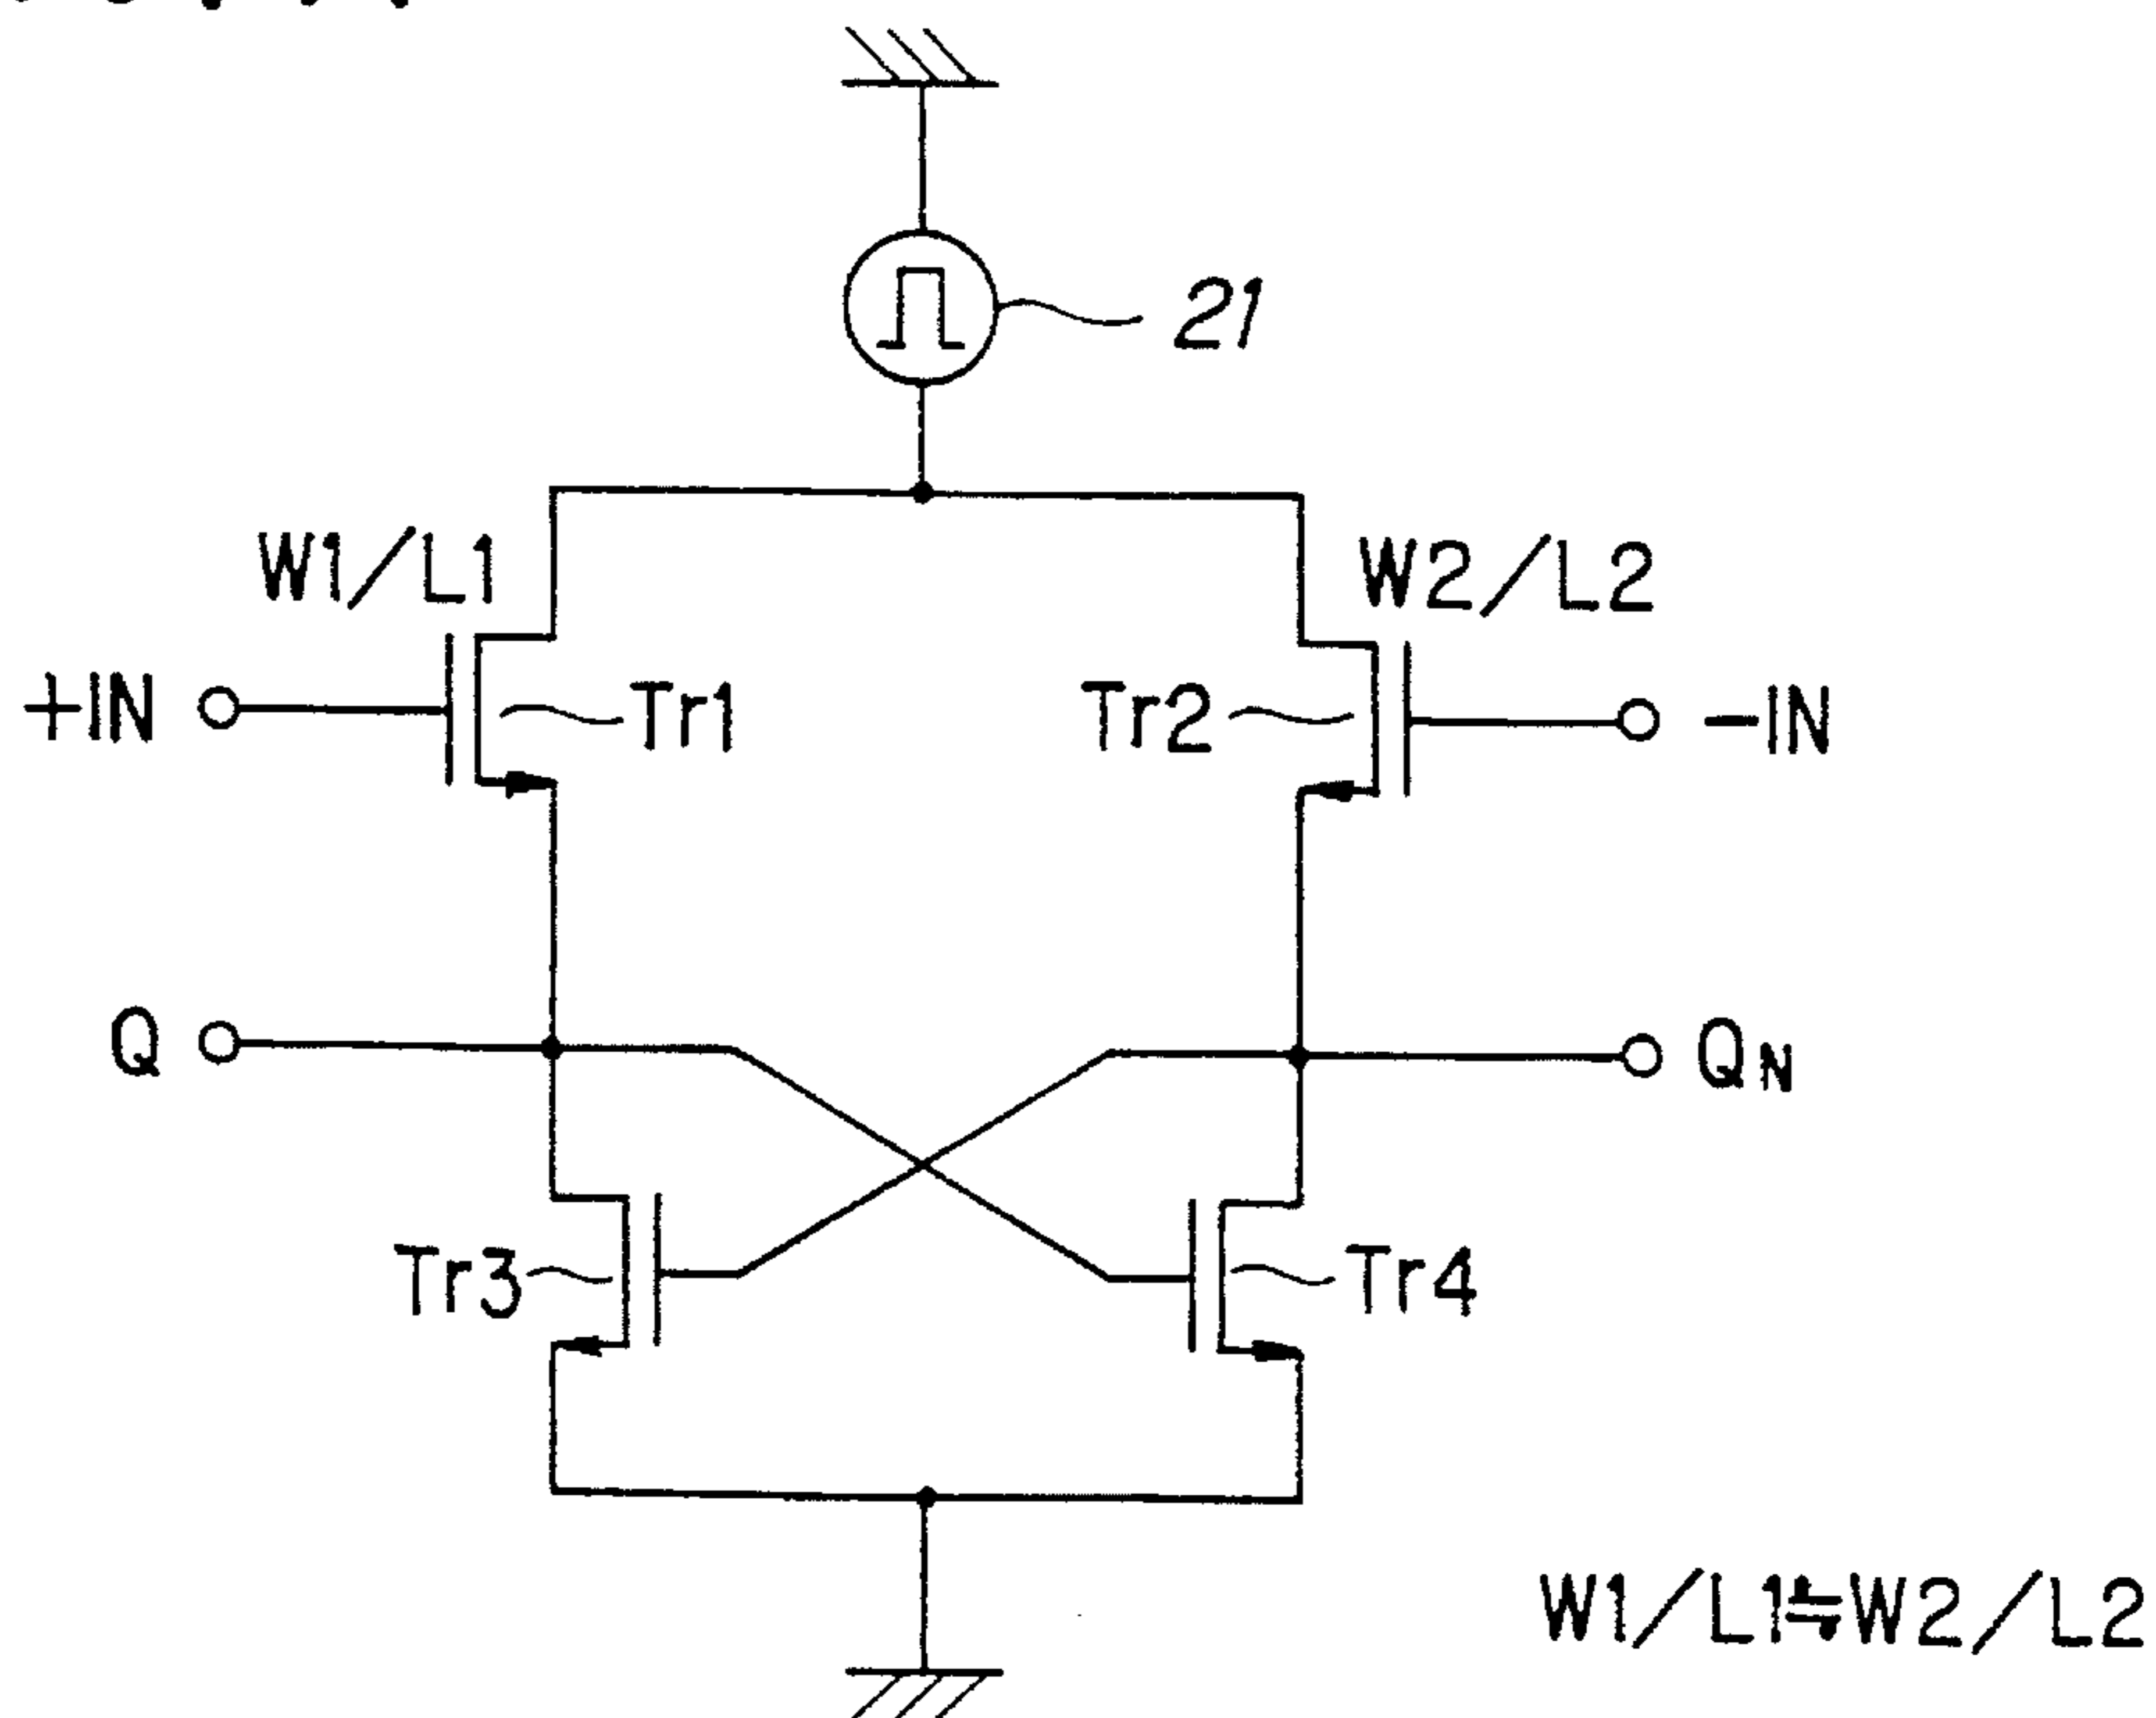 21
W1/L1
W2/L2
+IN
Tr1
Tr2
-IN
Q
QN
Tr3
Tr4
W1/L1≒W2/L2